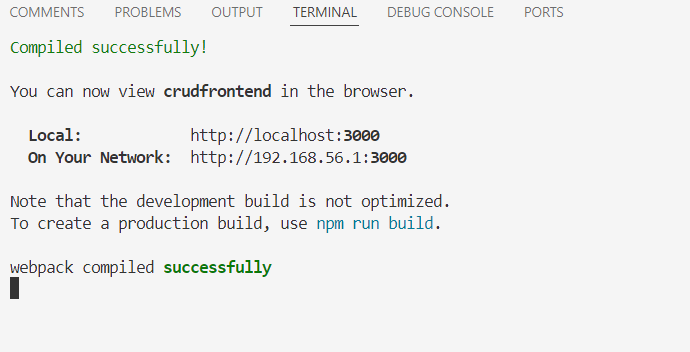 COMMENTS PROBLEMS OUTPUT TERMINAL DEBUG CONSOLE PORTS
Compiled successfully!
You can now view crudfrontend in the browser.
Local: http://localhost:3000
On Your Network: http://192.168.56.1:3000
Note that the development build is not optimized.
To create a production build, use npm run build.
webpack compiled successfully